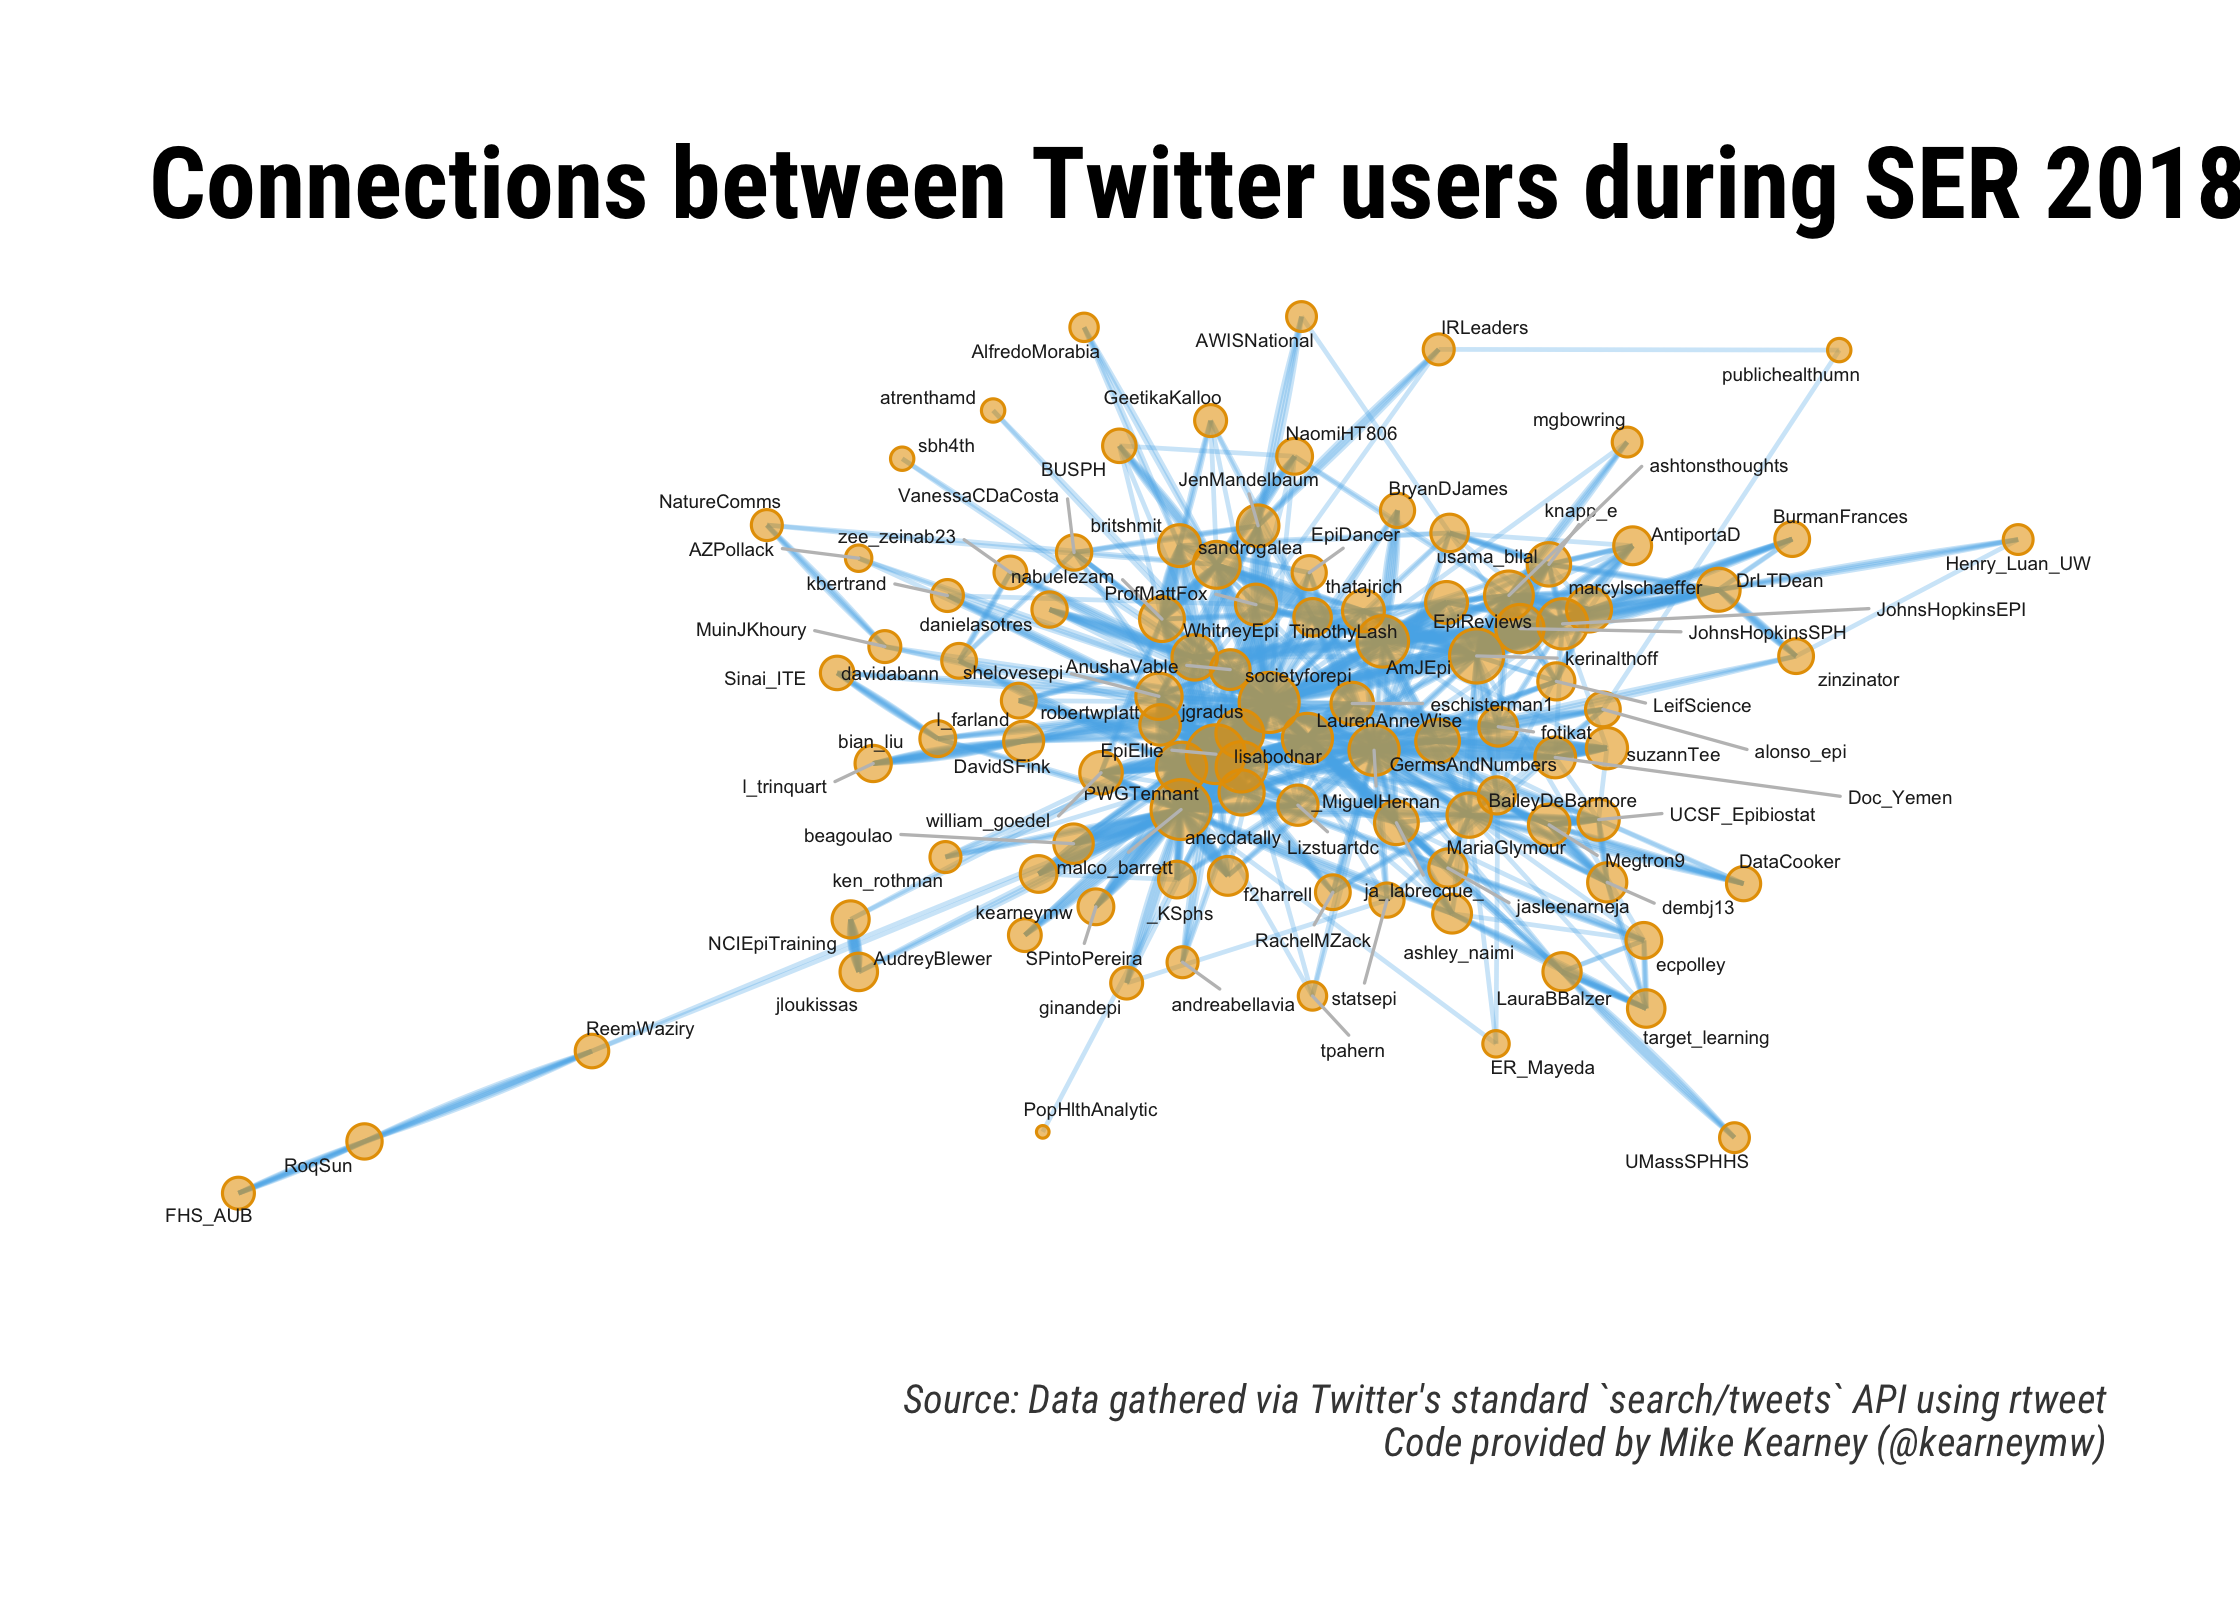 Connections between Twitter users during SER 2018
IRLeaders
AWISNational
AlfredoMorabia
publichealthumn
atrenthamd
GeetikaKalloo
mgbowring
NaomiHT806
sbh4th
BUSPH
ashtonsthoughts
JenMandelbaum
BryanDJames
VanessaCDaCosta
NatureComms
knapp_e
BurmanFrances
britshmit
EpiDancer
AntiportaD
zee_zeinab23
AZPollack
sandrogalea
usama_bilal
Henry_Luan_UW
nabuelezam
DrLTDean
kbertrand
thatajrich
marcylschaeffer
ProfMattFox
JohnsHopkinsEPI
EpiReviews
danielasotres
MuinJKhoury
WhitneyEpi
TimothyLash
JohnsHopkinsSPH
kerinalthoff
AnushaVable
AmJEpi
davidabann
shelovesepi
Sinai_ITE
societyforepi
zinzinator
eschisterman1
LeifScience
robertwplatt
jgradus
l_farland
LaurenAnneWise
fotikat
bian_liu
EpiEllie
alonso_epi
suzannTee
lisabodnar
DavidSFink
GermsAndNumbers
l_trinquart
PWGTennant
Doc_Yemen
_MiguelHernan
BaileyDeBarmore
UCSF_Epibiostat
william_goedel
beagoulao
anecdatally
Lizstuartdc
MariaGlymour
Megtron9
DataCooker
malco_barrett
ken_rothman
ja_labrecque_
f2harrell
jasleenarneja
dembj13
kearneymw
_KSphs
NCIEpiTraining
RachelMZack
ashley_naimi
AudreyBlewer
SPintoPereira
ecpolley
statsepi
LauraBBalzer
jloukissas
ginandepi
andreabellavia
ReemWaziry
target_learning
tpahern
ER_Mayeda
PopHlthAnalytic
UMassSPHHS
RoqSun
FHS_AUB
Source: Data gathered via Twitter's standard `search/tweets` API using rtweet
Code provided by Mike Kearney (@kearneymw)